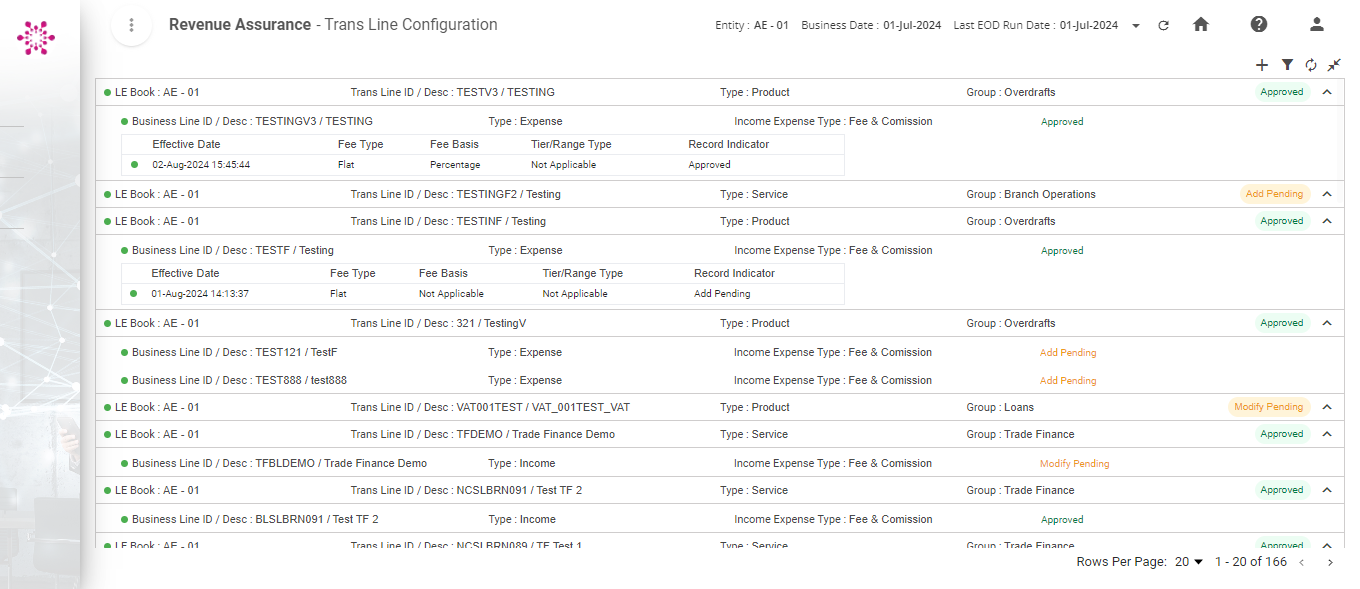 Revenue Assurance - Trans Line Configuration Entity : AE - 01 Business Date : 01-Jul-2024 Last EOD Run Date : 01-Jul-2024
LE Book : AE - 01 Trans Line ID / Desc : TESTV3 / TESTING Type : Product Group : Overdrafts Approved
Business Line ID / Desc : TESTINGV3 / TESTING Type : Expense Income Expense Type : Fee & Comission Approved
Effective Date Fee Type Fee Basis Tier/Range Type Record Indicator
02-Aug-2024 15:45:44 Flat Percentage Not Applicable Approved
LE Book : AE - 01 Trans Line ID / Desc : TESTINGF2 / Testing Type : Service Group : Branch Operations Add Pending
LE Book : AE - 01 Trans Line ID / Desc : TESTINF / Testing Type : Product Group : Overdrafts Approved
Business Line ID / Desc : TESTF / Testing Type : Expense Income Expense Type : Fee & Comission Approved
Effective Date Fee Type Fee Basis Tier/Range Type Record Indicator
01-Aug-2024 14:13:37 Flat Not Applicable Not Applicable Add Pending
LE Book : AE - 01 Trans Line ID / Desc : 321 / TestingV Type : Product Group : Overdrafts Approved
Business Line ID / Desc : TEST121 / TestF Type : Expense Income Expense Type : Fee & Comission Add Pending
Business Line ID / Desc : TEST888 / test888 Type : Expense Income Expense Type : Fee & Comission Add Pending
LE Book : AE - 01 Trans Line ID / Desc : VAT001TEST / VAT_001TEST_VAT Type : Product Group : Loans Modify Pending
LE Book : AE - 01 Trans Line ID / Desc : TFDEMO / Trade Finance Demo Type : Service Group : Trade Finance Approved
Business Line ID / Desc : TFBLDEMO / Trade Finance Demo Type : Income Income Expense Type : Fee & Comission Modify Pending
LE Book : AE - 01 Trans Line ID / Desc : NCSLBRN091 / Test TF 2 Type : Service Group : Trade Finance Approved
Business Line ID / Desc : BLSLBRN091 / Test TF 2 Type : Income Income Expense Type : Fee & Comission Approved
LE Book : AE - 01 Trans Line ID / Desc : NCSLBRN089 / TF Test 1 Type : Service Group : Trade Finance Approved
Rows Per Page: 20 1 - 20 of 166